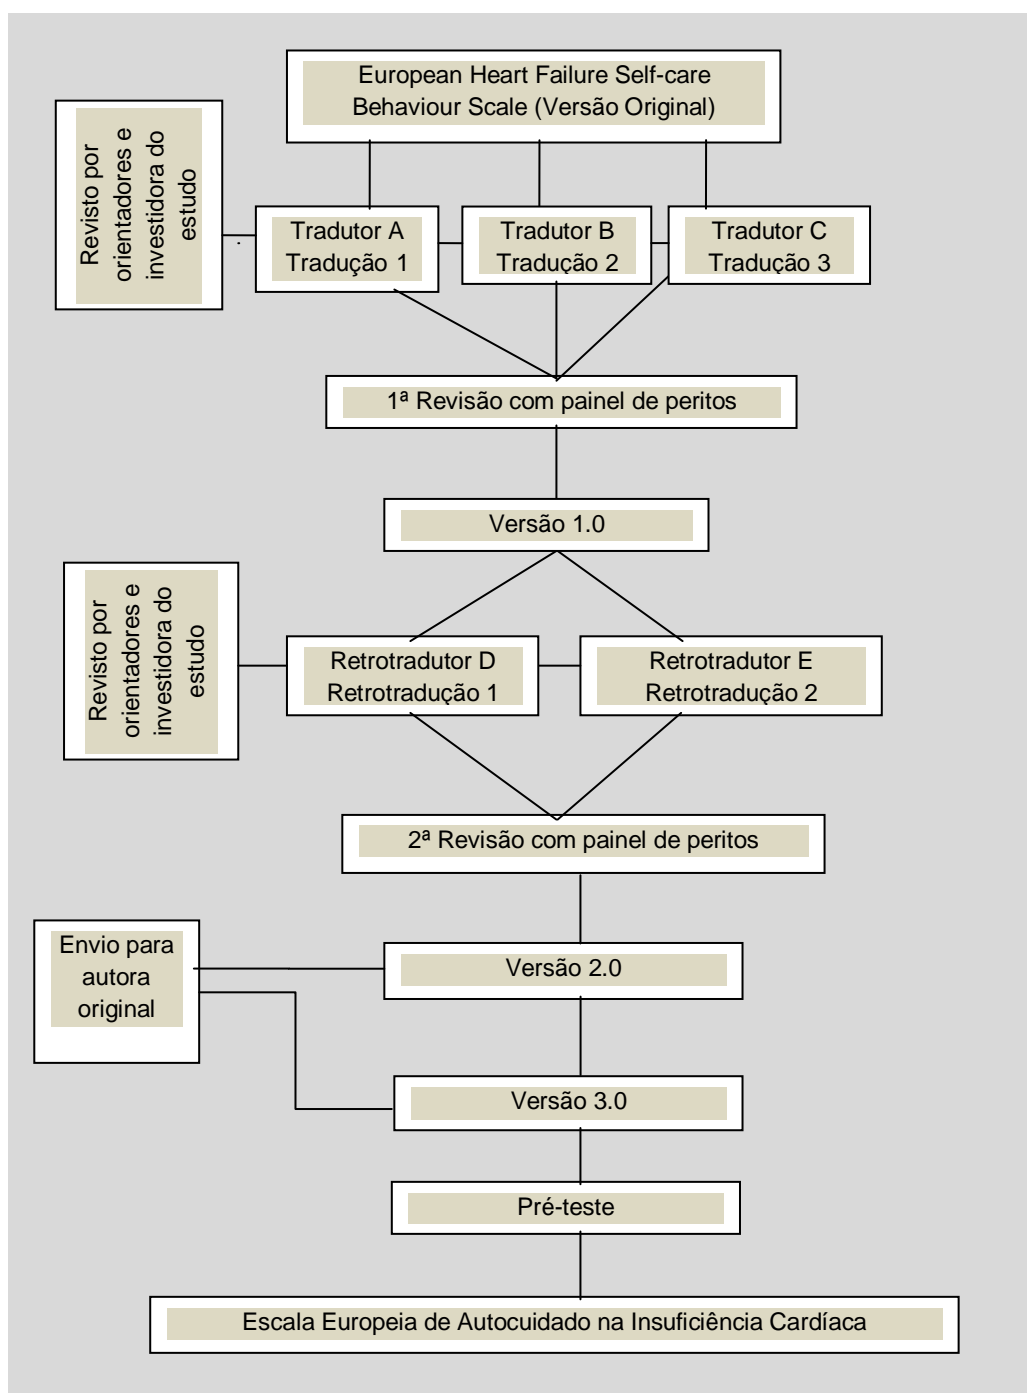 European Heart Failure Self-care
Behaviour Scale (Versão Original)
Revisto por
orientadores e
investidora do
estudo
Tradutor A
Tradução 1
Tradutor B
Tradução 2
Tradutor C
Tradução 3
1ª Revisão com painel de peritos
Versão 1.0
Revisto por
orientadores e
investidora do
estudo
Retrotradutor D
Retrotradução 1
Retrotradutor E
Retrotradução 2
2ª Revisão com painel de peritos
Envio para
autora
original
Versão 2.0
Versão 3.0
Pré-teste
Escala Europeia de Autocuidado na Insuficiência Cardíaca